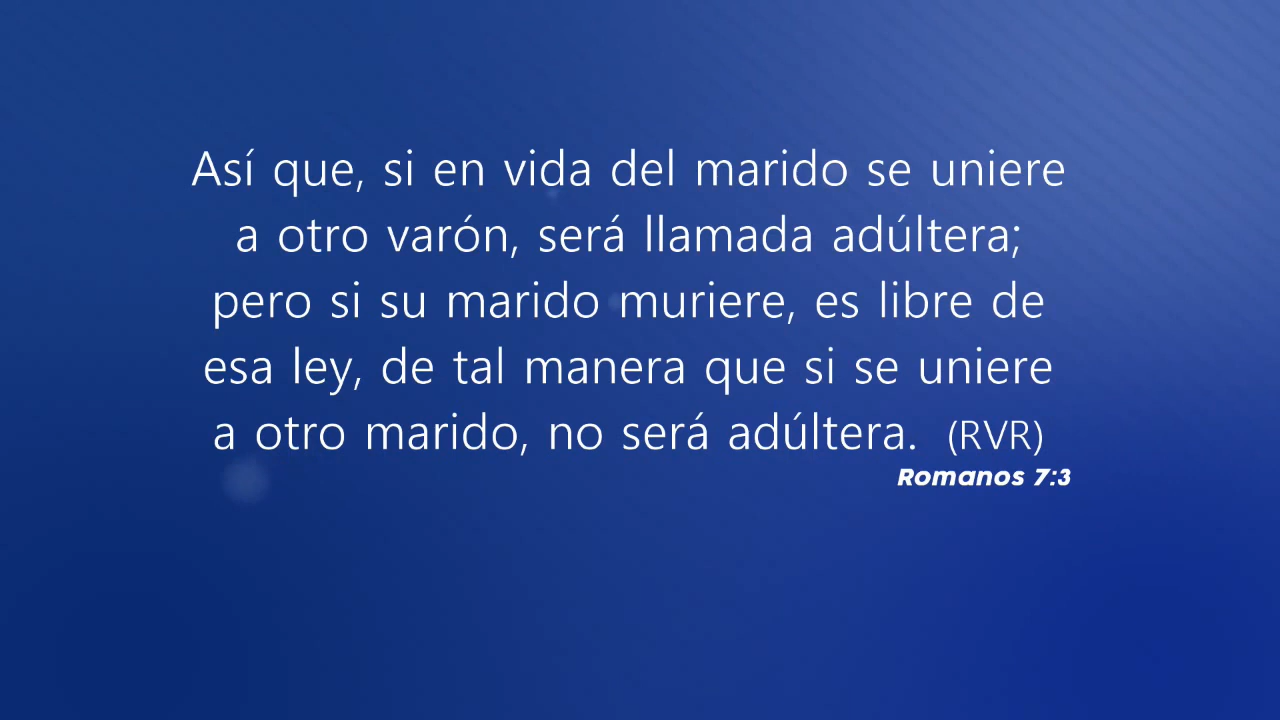 Así que, si en vida del marido se uniere
a otro varón, será llamada adúltera;
pero si su marido muriere, es libre de
esa ley, de tal manera que si se uniere
a otro marido, no será adúltera. (RVR)
Romanos 7:3